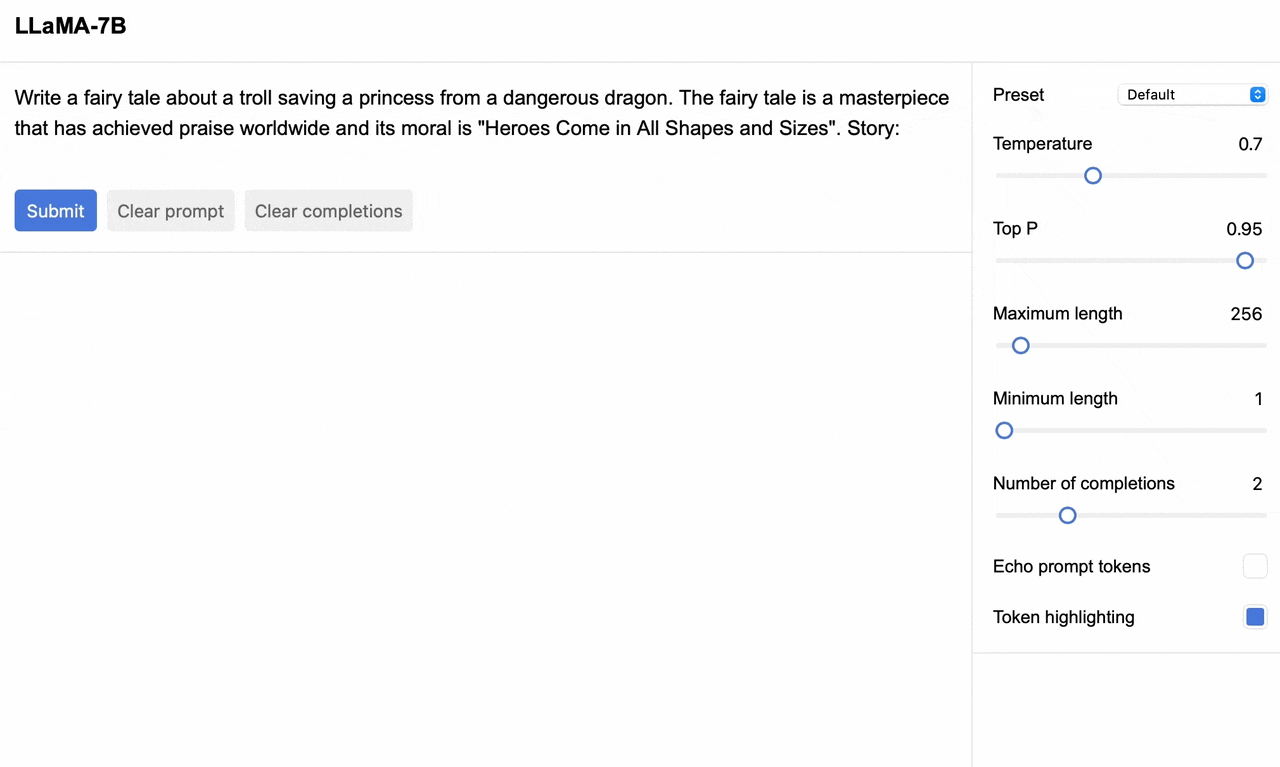 LLaMA-7B
Write a fairy tale about a troll saving a princess from a dangerous dragon. The fairy tale is a masterpiece
that has achieved praise worldwide and its moral is "Heroes Come in All Shapes and Sizes". Story:
Submit
Clear prompt
Clear completions
Preset
Default
Temperature
0.7
Top P
0.95
Maximum length
256
Minimum length
1
Number of completions
2
Echo prompt tokens
Token highlighting